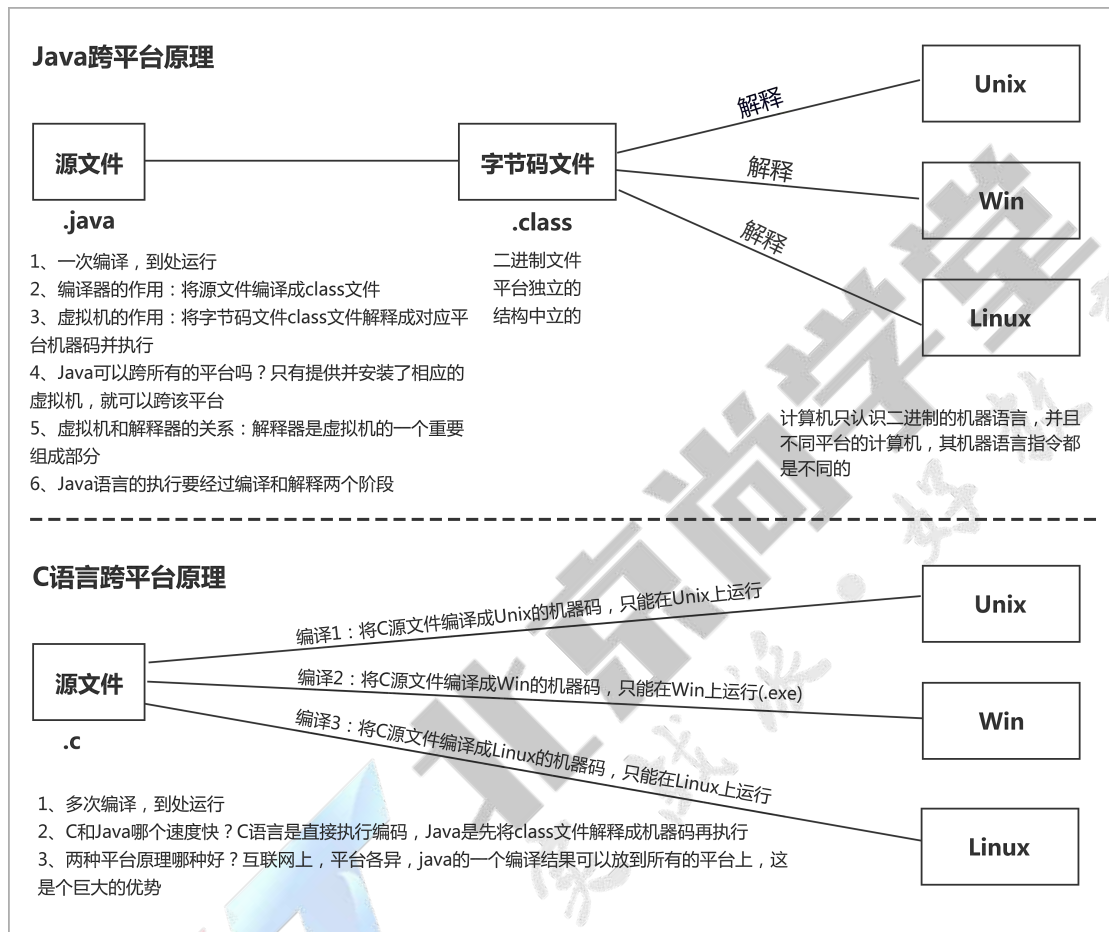 Java跨平台原理
源文件
.java
字节码文件
.class
解释
解释
解释
Unix
Win
Linux
1、一次编译，到处运行
2、编译器的作用：将源文件编译成class文件
3、虚拟机的作用：将字节码文件class文件解释成对应平
台机器码并执行
4、Java可以跨所有的平台吗？只有提供并安装了相应的
虚拟机，就可以跨该平台
5、虚拟机和解释器的关系：解释器是虚拟机的一个重要
组成部分
6、Java语言的执行要经过编译和解释两个阶段
二进制文件
平台独立的
结构中立的
计算机只认识二进制的机器语言，并且
不同平台的计算机，其机器语言指令都
是不同的
C语言跨平台原理
源文件
.c
编译1：将C源文件编译成Unix的机器码，只能在Unix上运行
编译2：将C源文件编译成Win的机器码，只能在Win上运行(.exe)
编译3：将C源文件编译成Linux的机器码，只能在Linux上运行
Unix
Win
Linux
1、多次编译，到处运行
2、C和Java哪个速度快？C语言是直接执行编码，Java是先将class文件解释成机器码再执行
3、两种平台原理哪种好？互联网上，平台各异，java的一个编译结果可以放到所有的平台上，这
是个巨大的优势
北京尚学堂